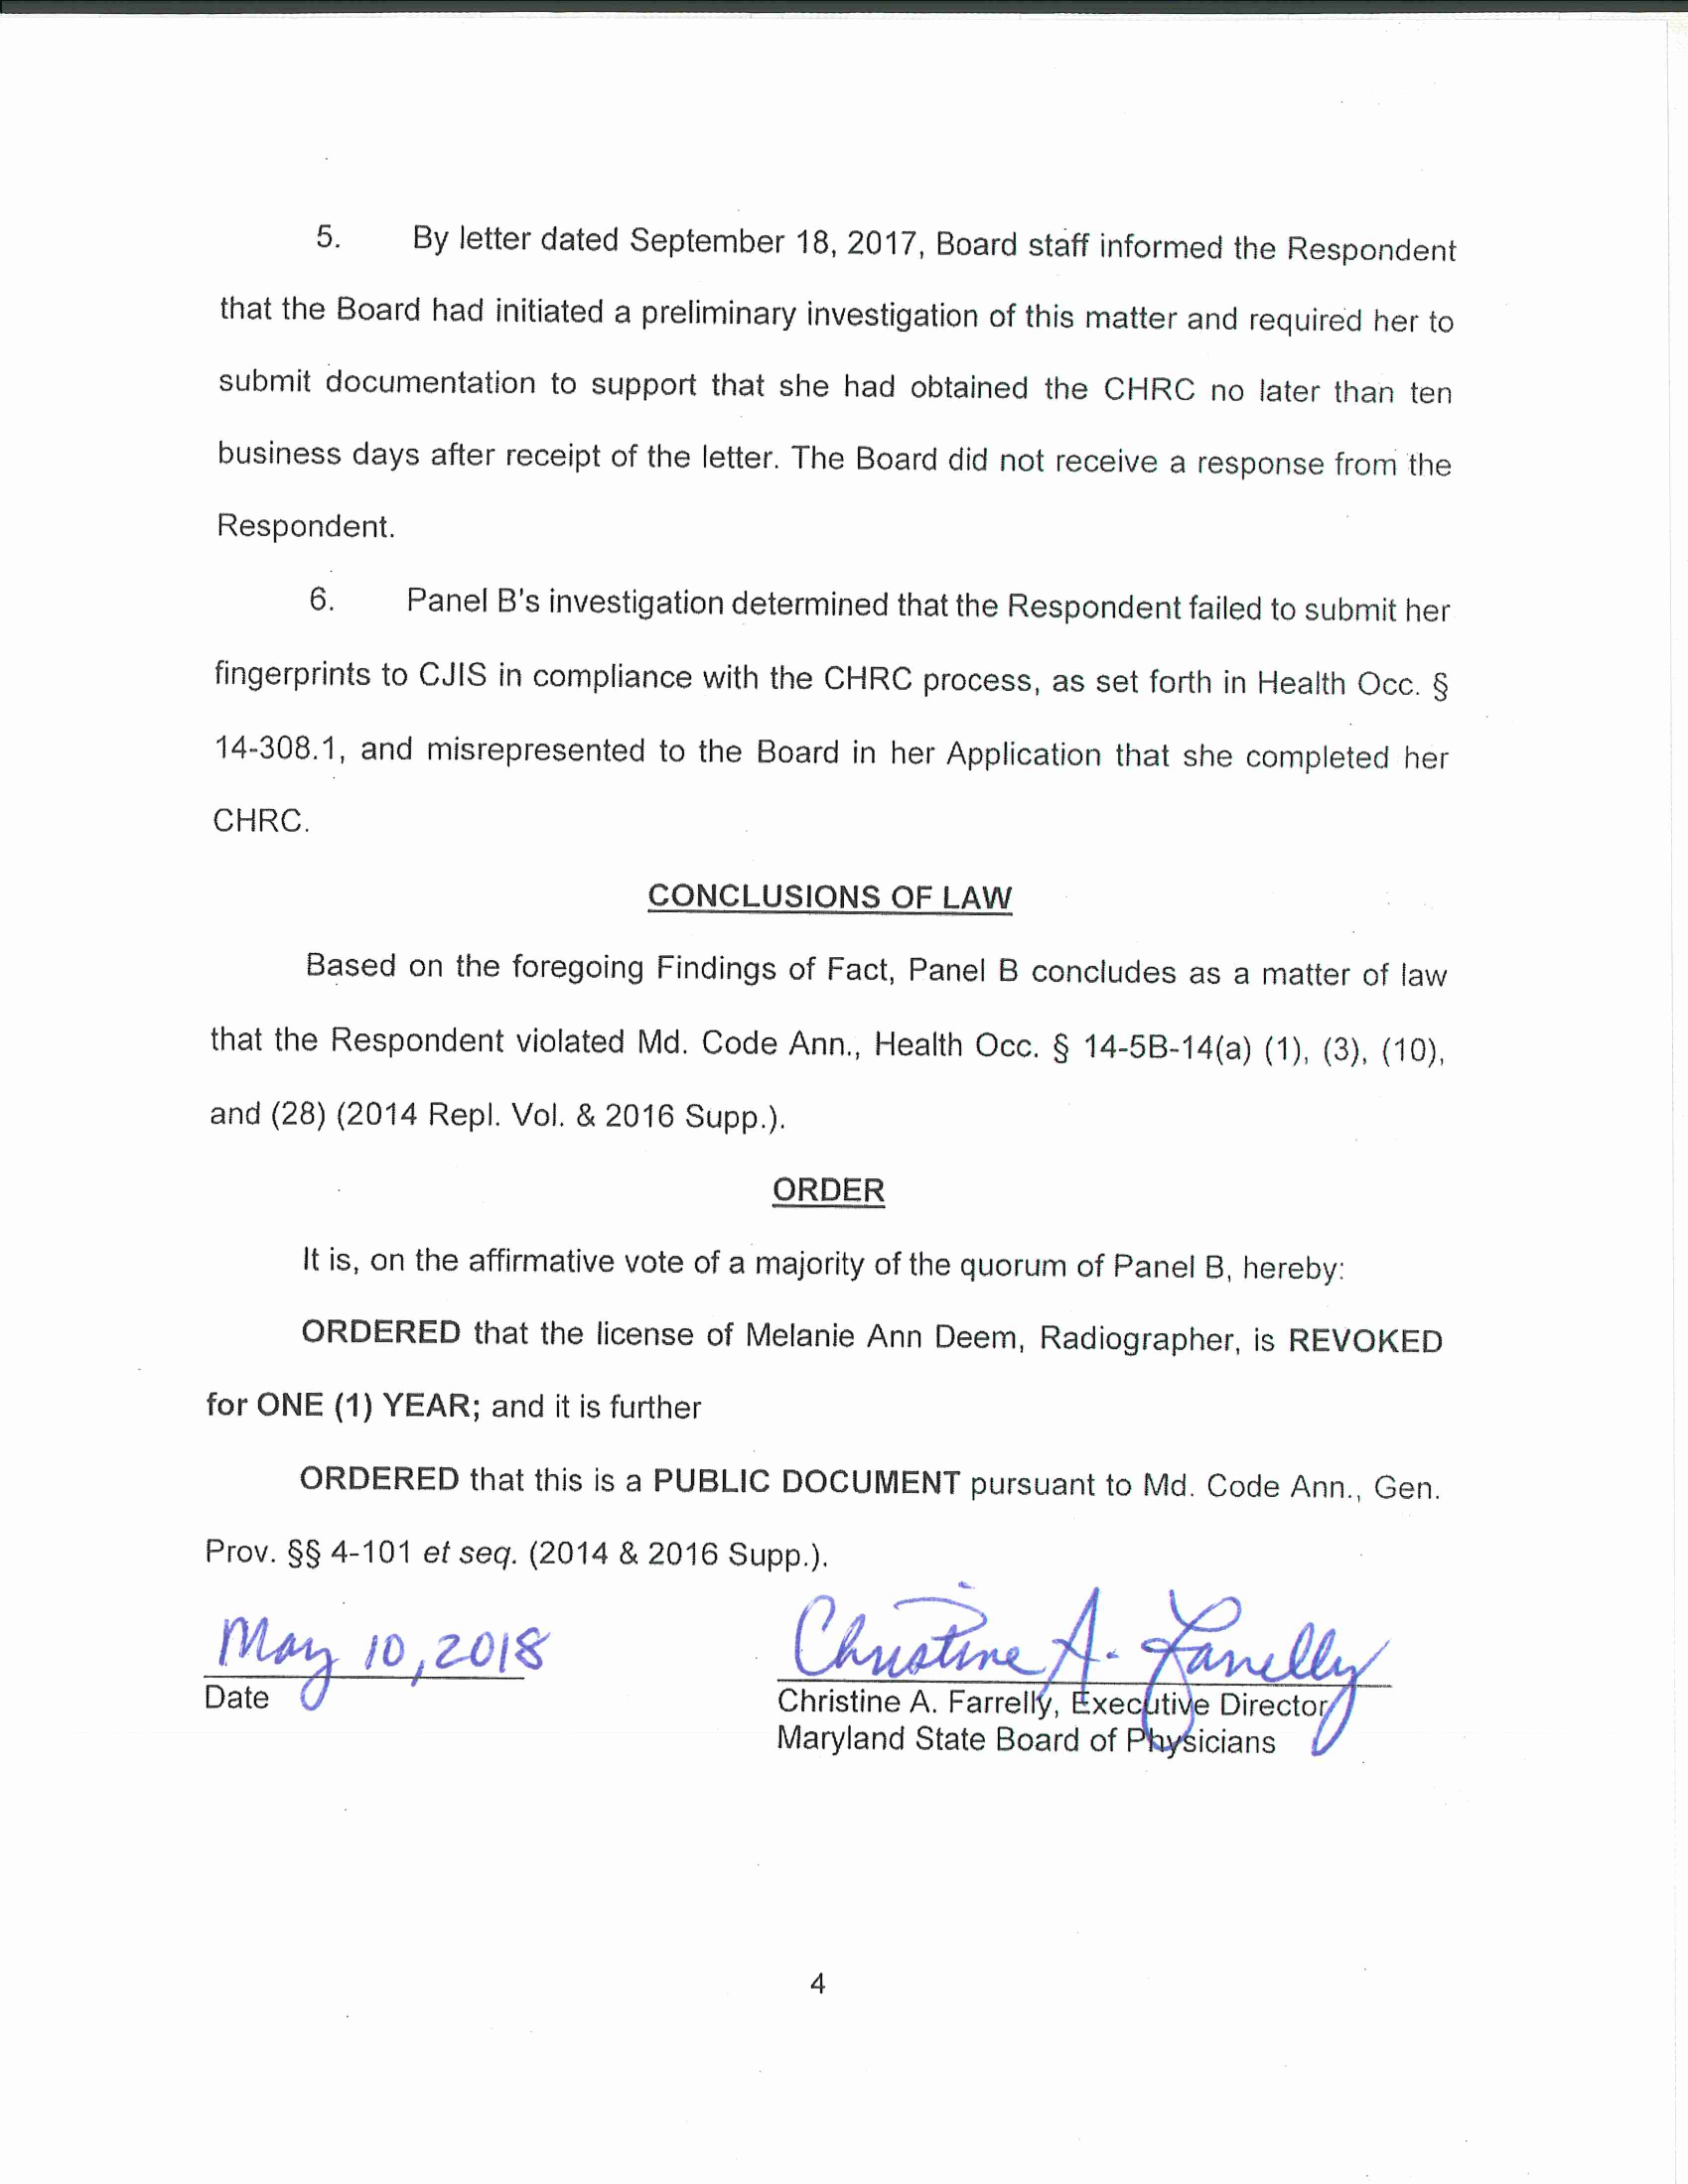 5. By letter dated September 18, 2017, Board staff informed the Respondent
that the Board had initiated a preliminary investigation of this matter and required her to
submit documentation to support that she had obtained the CHRC no later than ten
business days after receipt of the letter. The Board did not receive a response from the
Respondent.
6. Panel B's investigation determined that the Respondent failed to submit her
fingerprints to CJIS in compliance with the CHRC process, as set forth in Health Occ. §
14-308.1, and misrepresented to the Board in her Application that she completed her
CHRC.
CONCLUSIONS OF LAW
Based on the foregoing Findings of Fact, Panel B concludes as a matter of law
that the Respondent violated Md. Code Ann., Health Occ. § 14-5B-14(a) (1), (3), (10),
and (28) (2014 Repl. Vol. & 2016 Supp.).
ORDER
It is, on the affirmative vote of a majority of the quorum of Panel B, hereby:
ORDERED that the license of Melanie Ann Deem, Radiographer, is REVOKED
for ONE (1) YEAR; and it is further
ORDERED that this is a PUBLIC DOCUMENT pursuant to Md. Code Ann., Gen.
Prov. §§ 4-101 et seq. (2014 & 2016 Supp.).
May 10, 2018
Christine A. Farrelly
Date
Christine A. Farrelly, Executive Director
Maryland State Board of Physicians
4